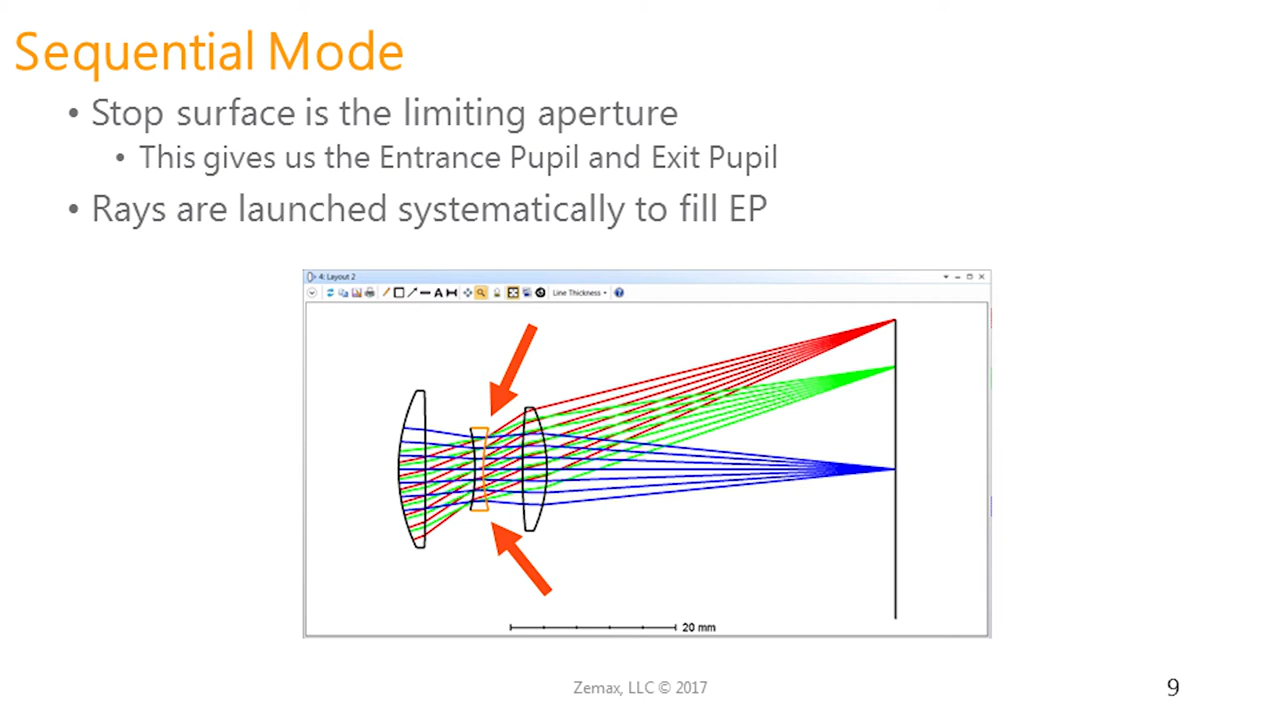 Sequential Mode
• Stop surface is the limiting aperture
• This gives us the Entrance Pupil and Exit Pupil
• Rays are launched systematically to fill EP
4: Layout 2
Line Thickness
20 mm
Zemax, LLC © 2017
9